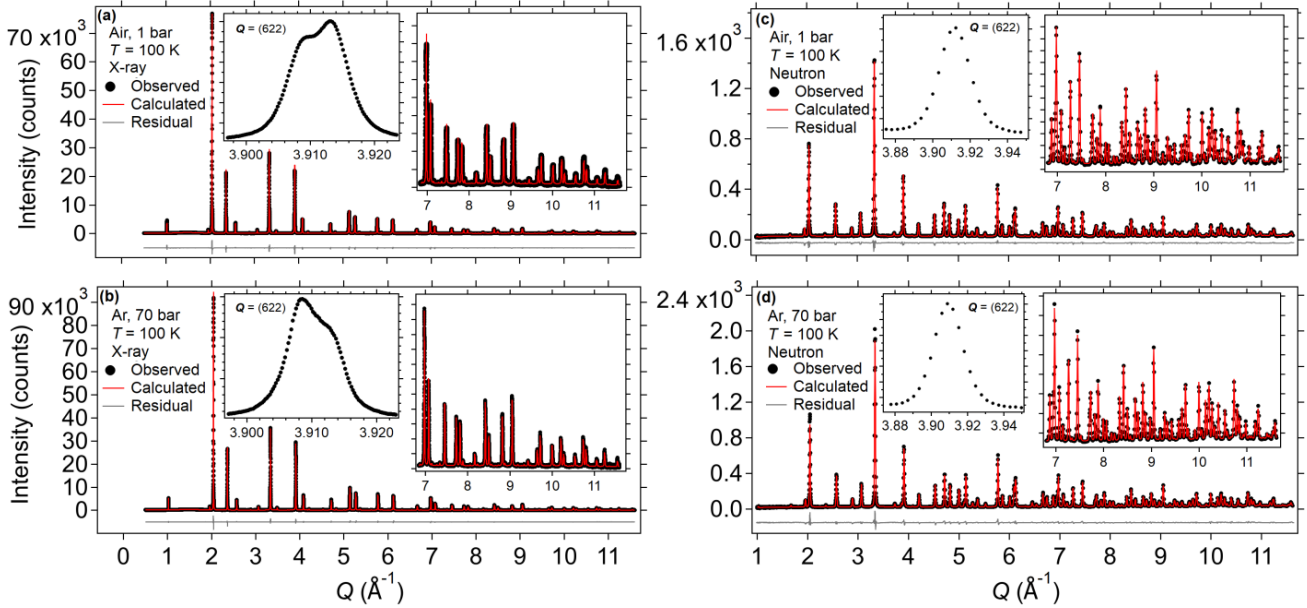 (a)
Air, 1 bar
T = 100 K
X-ray
Observed
Calculated
Residual
Q = (622)
3.900 3.910 3.920
7 8 9 10 11
70 x10³
60
50
40
30
20
10
0
Intensity (counts)
(b)
Ar, 70 bar
T = 100 K
X-ray
Observed
Calculated
Residual
Q = (622)
3.900 3.910 3.920
7 8 9 10 11
90 x10³
80
70
60
50
40
30
20
10
0
Intensity (counts)
0 1 2 3 4 5 6 7 8 9 10 11
Q (Å⁻¹)
(c)
Air, 1 bar
T = 100 K
Neutron
Observed
Calculated
Residual
Q = (622)
3.88 3.90 3.92 3.94
7 8 9 10 11
1.6 x10³
1.2
0.8
0.4
0.0
(d)
Ar, 70 bar
T = 100 K
Neutron
Observed
Calculated
Residual
Q = (622)
3.88 3.90 3.92 3.94
7 8 9 10 11
2.4 x10³
2.0
1.6
1.2
0.8
0.4
0.0
1 2 3 4 5 6 7 8 9 10 11
Q (Å⁻¹)